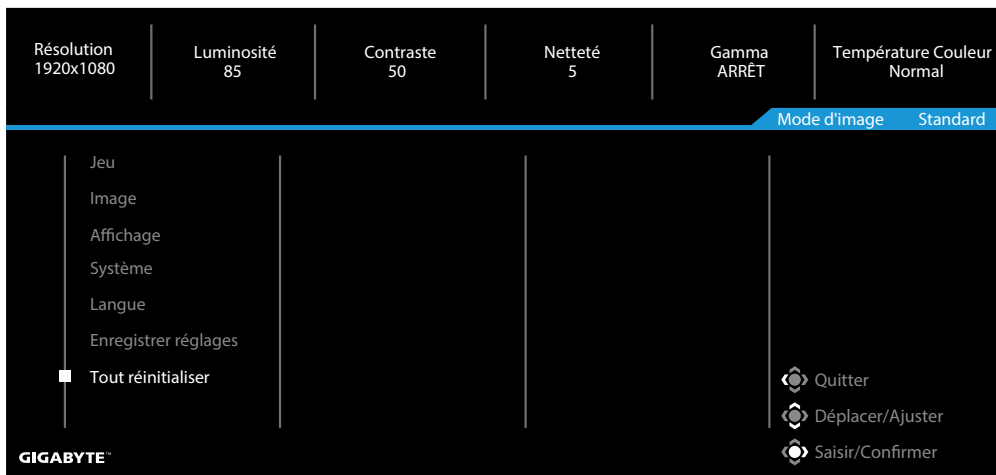 Résolution
1920x1080
Luminosité
85
Contraste
50
Netteté
5
Gamma
ARRÊT
Température Couleur
Normal
Mode d'image Standard
Jeu
Image
Affichage
Système
Langue
Enregistrer réglages
Tout réinitialiser
Quitter
Déplacer/Ajuster
Saisir/Confirmer
GIGABYTE™